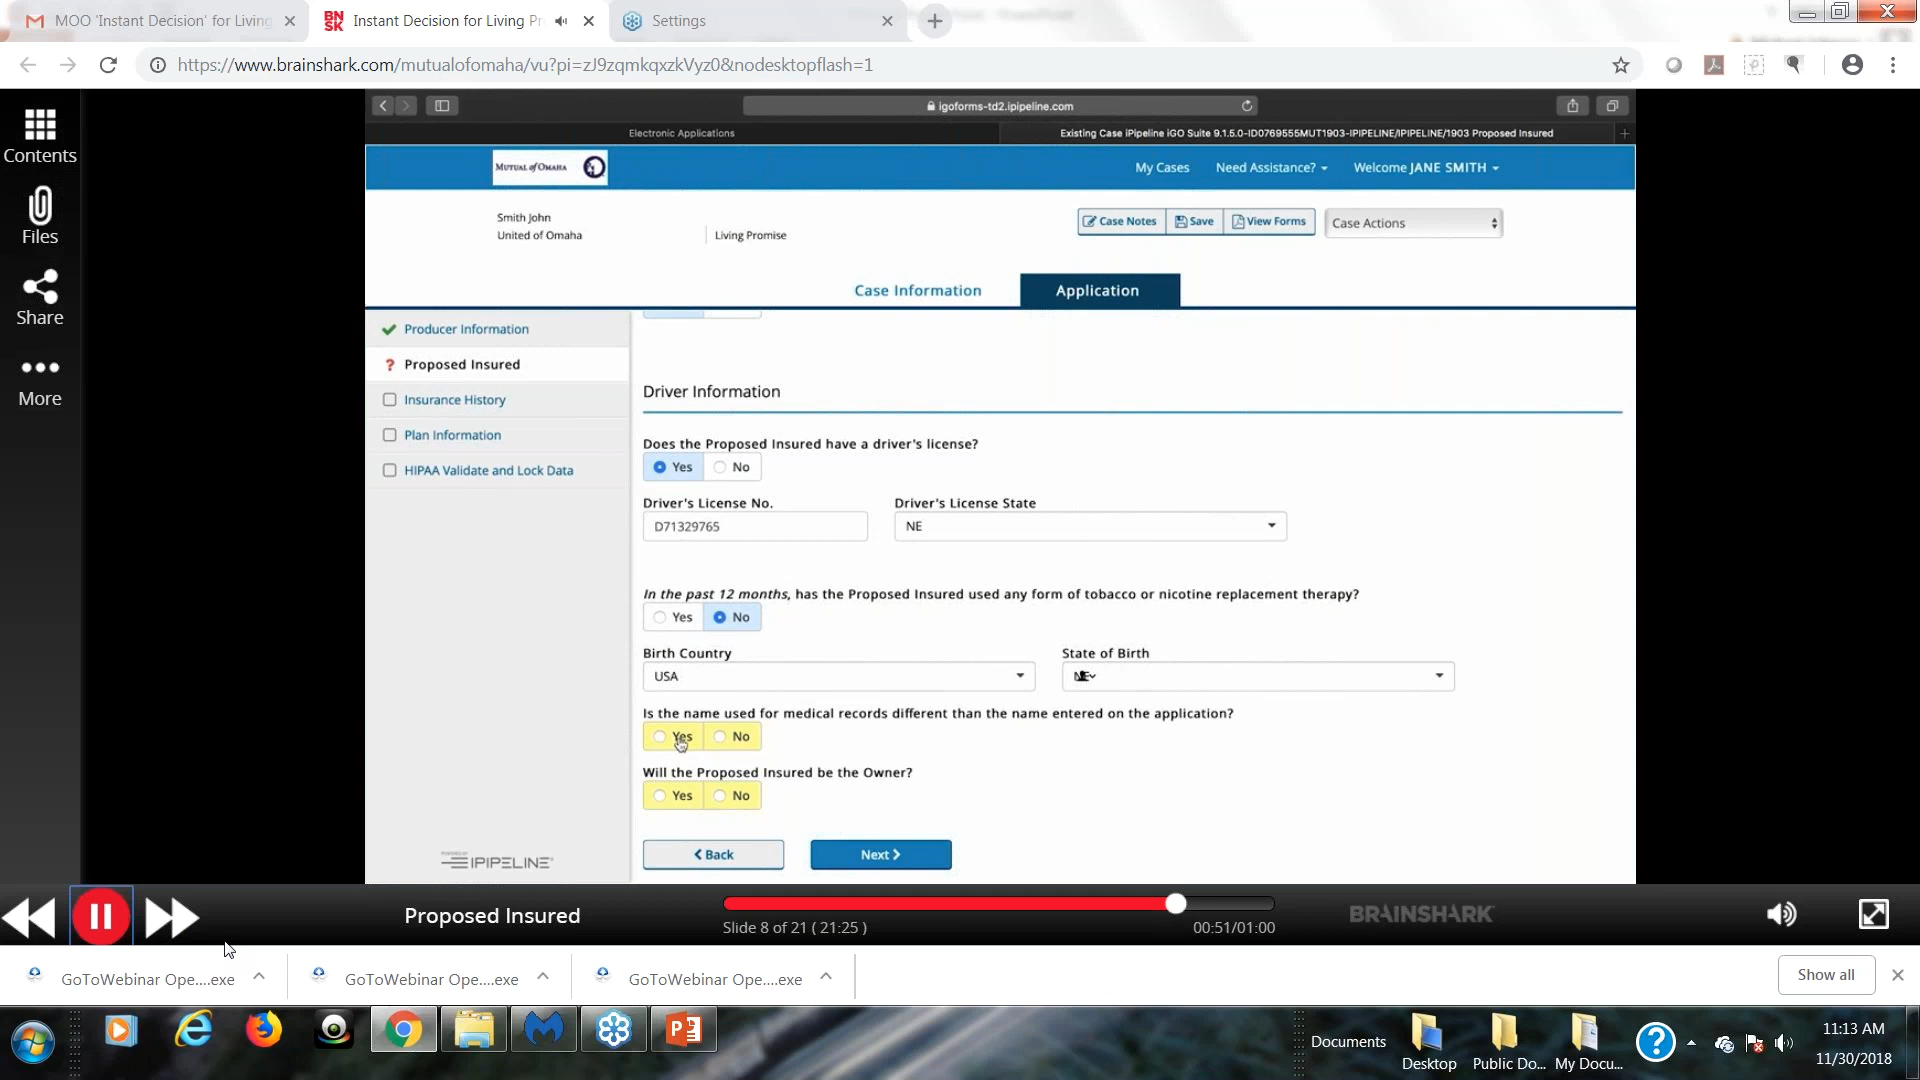 MOO 'Instant Decision' for Living
BN SK Instant Decision for Living Pr
Settings
https://www.brainshark.com/mutualofomaha/vu?pi=zJ9zqmkqxzkVyz0&nodesktopflash=1
Contents
Files
Share
More
igoforms-td2.ipipeline.com
Electronic Applications
Existing Case iPipeline iGO Suite 9.1.5.0-ID0769555MUT1903-IPIPELINE/IPIPELINE/1903 Proposed Insured
MUTUAL of OMAHA
My Cases Need Assistance? Welcome JANE SMITH
Smith John
United of Omaha
Living Promise
Case Notes Save View Forms Case Actions
Case Information Application
Producer Information
Proposed Insured
Insurance History
Plan Information
HIPAA Validate and Lock Data
Driver Information
Does the Proposed Insured have a driver's license?
Yes No
Driver's License No. Driver's License State
D71329765 NE
In the past 12 months, has the Proposed Insured used any form of tobacco or nicotine replacement therapy?
Yes No
Birth Country State of Birth
USA
Is the name used for medical records different than the name entered on the application?
Yes No
Will the Proposed Insured be the Owner?
Yes No
Back Next
POWERED BY
IPIPELINE
Proposed Insured
Slide 8 of 21 ( 21:25 ) 00:51/01:00
BRAINSHARK
GoToWebinar Ope....exe GoToWebinar Ope....exe GoToWebinar Ope....exe
Show all
Documents
Desktop Public Do... My Docu...
11:13 AM
11/30/2018